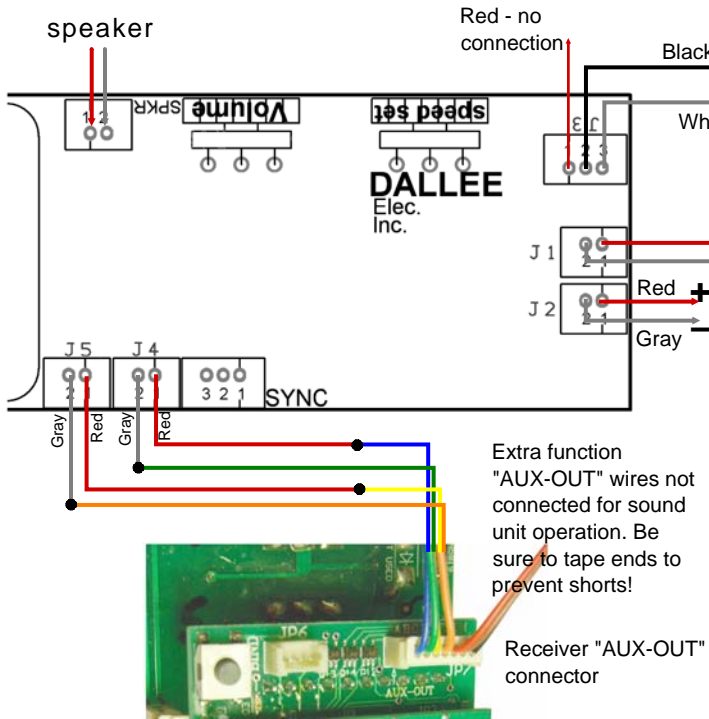 speaker
Red - no
connection
Black
Wh
SPKR
1 2
Volume
speed set
J3
1 2 3
DALLEE
Elec.
Inc.
J 1
2 1
J 2
2 1
Red
+
Gray
−
J 5
2 1
J 4
2 1
3 2 1
SYNC
Gray
Red
Gray
Red
Extra function
"AUX-OUT" wires not
connected for sound
unit operation. Be
sure to tape ends to
prevent shorts!
JP6
JP7
AUX-OUT
Receiver "AUX-OUT"
connector